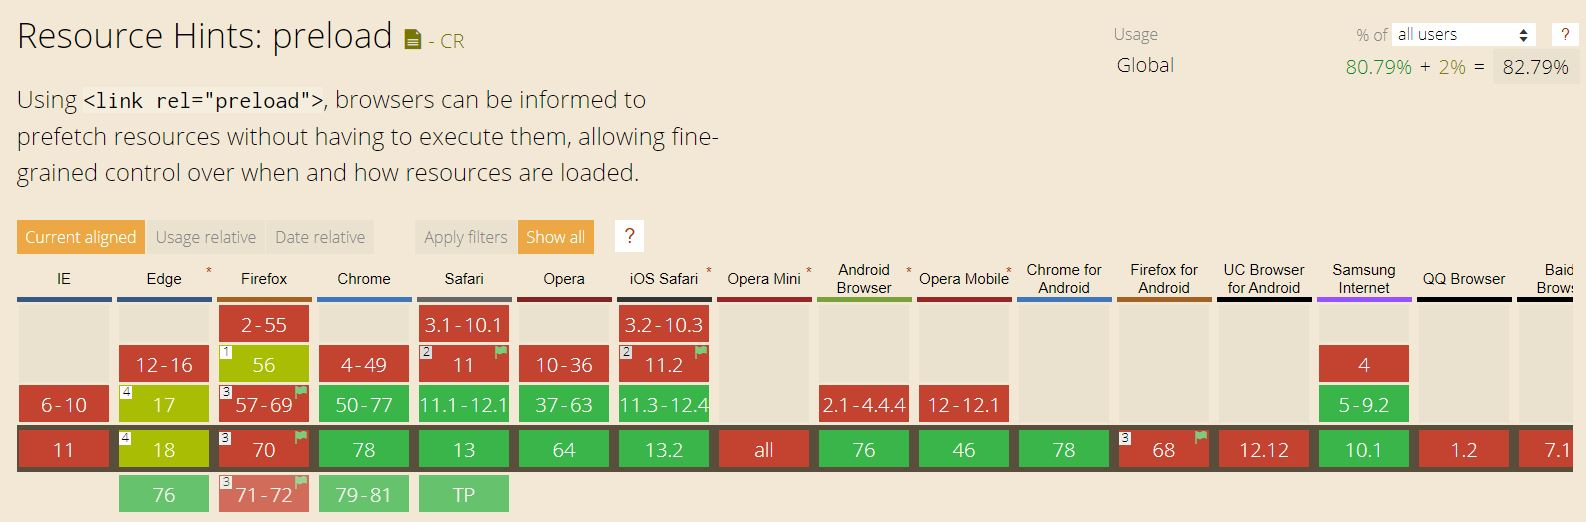 Resource Hints: preload - CR
Usage % of all users ?
Global 80.79% + 2% = 82.79%
Using <link rel="preload">, browsers can be informed to
prefetch resources without having to execute them, allowing fine-
grained control over when and how resources are loaded.
Current aligned Usage relative Date relative Apply filters Show all ?
IE Edge * Firefox Chrome Safari Opera iOS Safari * Opera Mini * Android Browser * Opera Mobile * Chrome for Android Firefox for Android UC Browser for Android Samsung Internet QQ Browser Baid Brows
2-55 3.1-10.1 3.2-10.3
12-16 1 56 4-49 2 11 10-36 2 11.2 4
6-10 4 17 3 57-69 50-77 11.1-12.1 37-63 11.3-12.4 2.1-4.4.4 12-12.1 5-9.2
11 4 18 3 70 78 13 64 13.2 all 76 46 78 3 68 12.12 10.1 1.2 7.1
76 3 71-72 79-81 TP